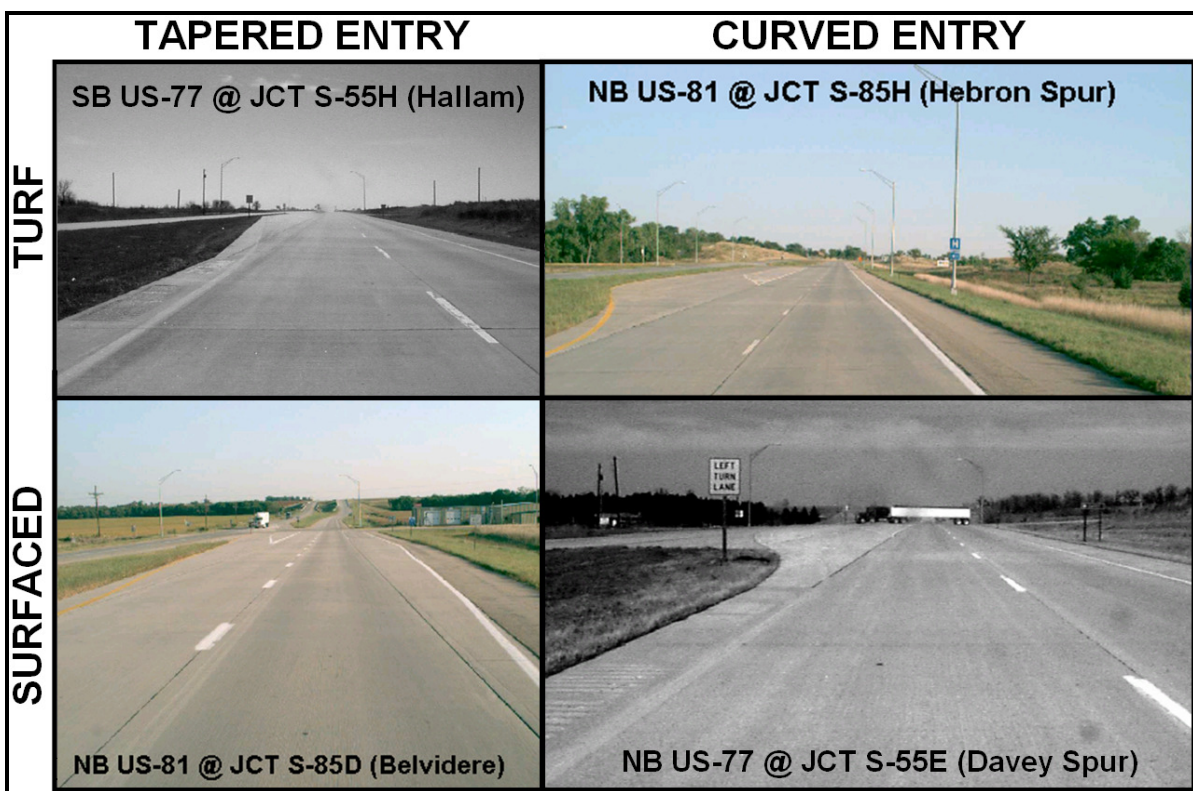 TAPERED ENTRY
CURVED ENTRY
TURF
SB US-77 @ JCT S-55H (Hallam)
NB US-81 @ JCT S-85H (Hebron Spur)
H
SURFACED
LEFT
TURN
LANE
NB US-81 @ JCT S-85D (Belvidere)
NB US-77 @ JCT S-55E (Davey Spur)